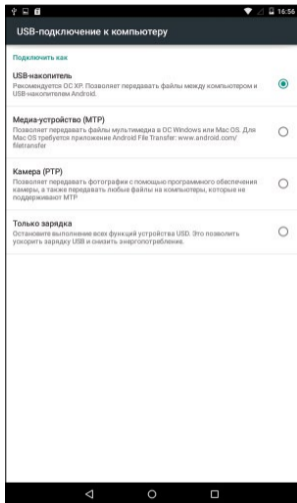 16:56
USB-подключение к компьютеру
Подключить как
USB-накопитель
Рекомендуется ОС XP. Позволяет передавать файлы между компьютером и
USB-накопителем Android.
Медиа-устройство (MTP)
Позволяет передавать файлы мультимедиа в ОС Windows или Mac OS. Для
Mac OS требуется приложение Android File Transfer: www.android.com/
filetransfer
Камера (PTP)
Позволяет передавать фотографии с помощью программного обеспечения
камеры, а также передавать любые файлы на компьютеры, которые не
поддерживают MTP
Только зарядка
Остановите выполнение всех функций устройства USD. Это позволить
ускорить зарядку USB и снизить энергопотребление.